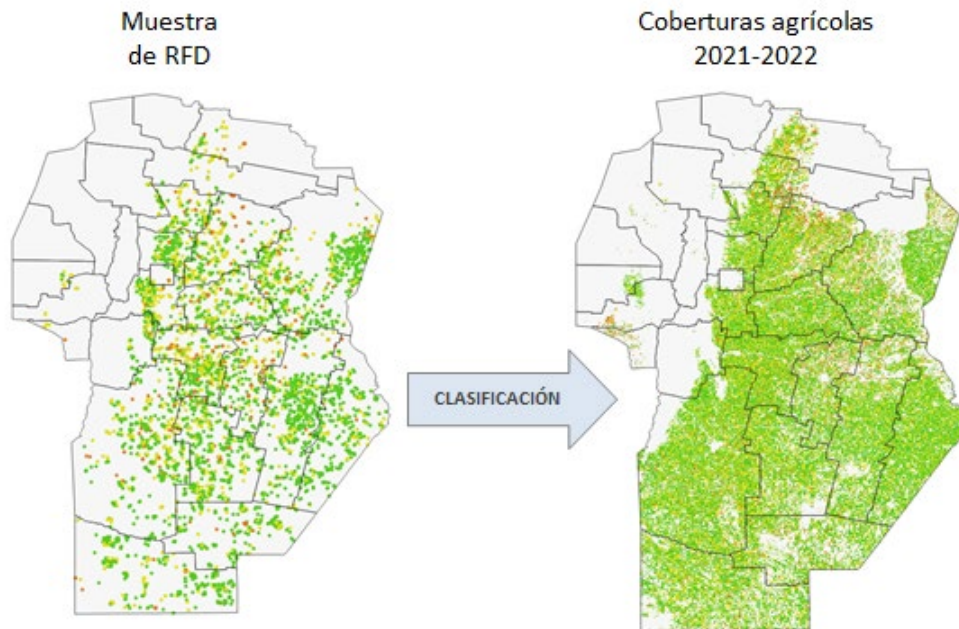 Muestra
de RFD
Coberturas agrícolas
2021-2022
CLASIFICACIÓN